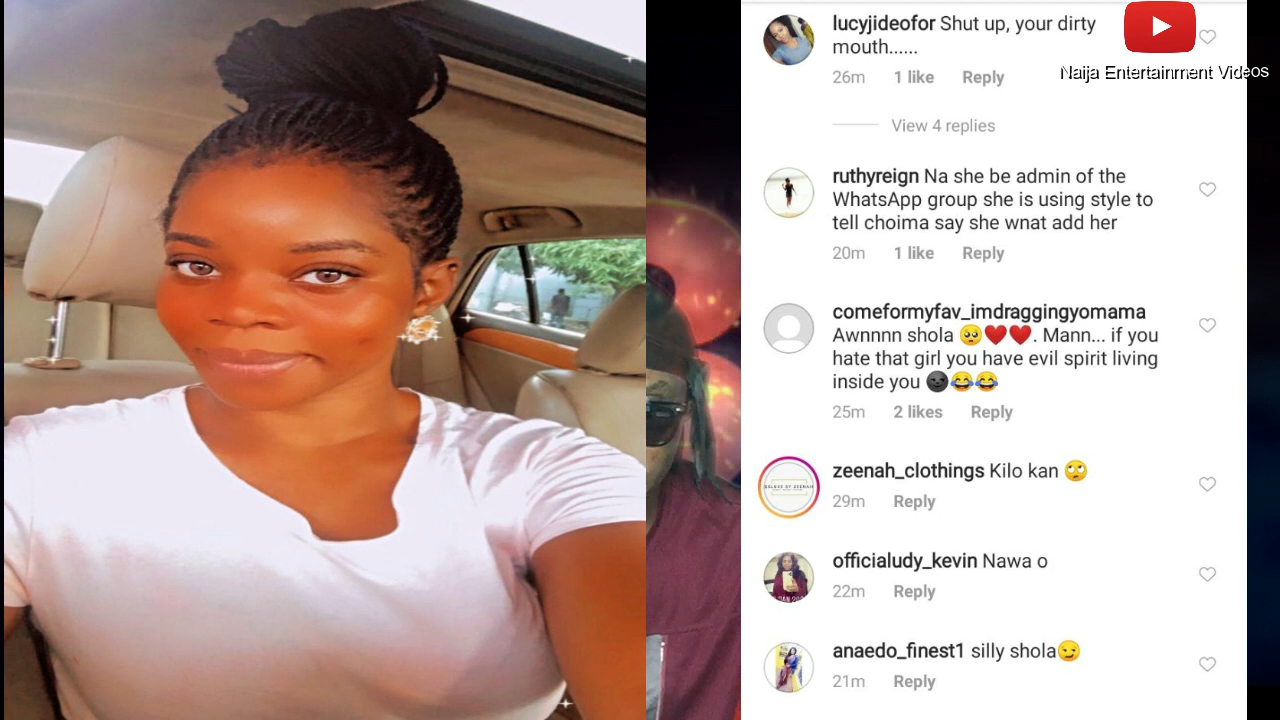 lucyjideofor Shut up, your dirty
mouth......
26m 1 like Reply
Naija Entertainment Videos
View 4 replies
ruthyreign Na she be admin of the
WhatsApp group she is using style to
tell choima say she wnat add her
20m 1 like Reply
comeformyfav_imdraggingyomama
Awnnnn shola 🥺❤️❤️. Mann... if you
hate that girl you have evil spirit living
inside you 🌚😂😂
25m 2 likes Reply
zeenah_clothings Kilo kan 🙄
29m Reply
officialudy_kevin Nawa o
22m Reply
anaedo_finest1 silly shola😏
21m Reply